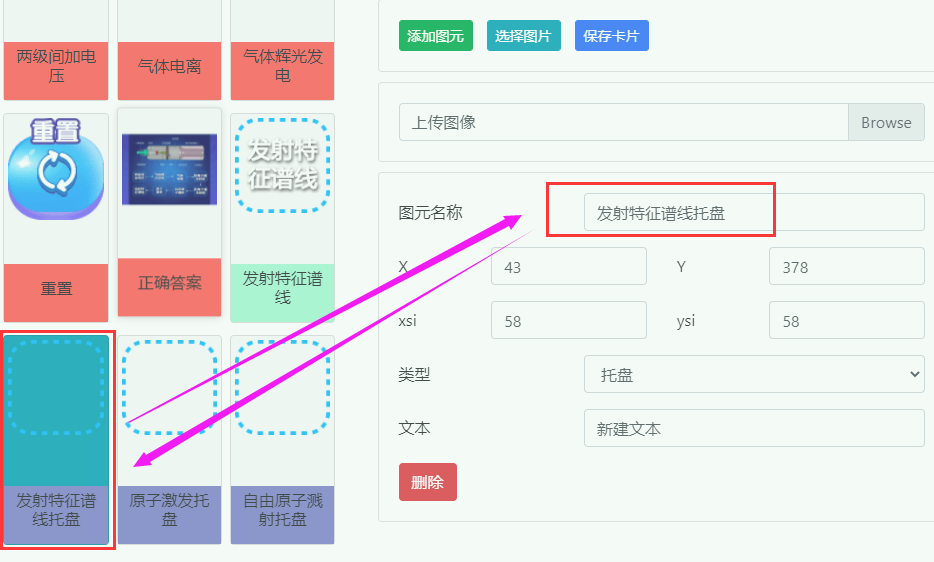 两级间加电
压
气体电离
气体辉光发
电
重置
发射特
征谱线
重置
正确答案
发射特征谱
线
发射特征谱
线托盘
原子激发托
盘
自由原子溅
射托盘
添加图元
选择图片
保存卡片
上传图像
Browse
图元名称
发射特征谱线托盘
X
43
Y
378
xsi
58
ysi
58
类型
托盘
文本
新建文本
删除